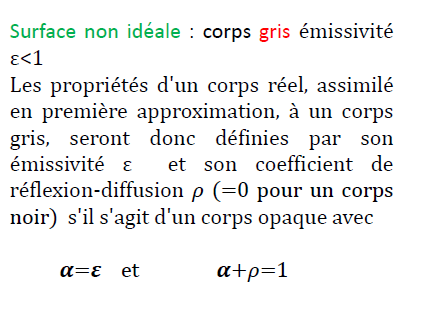 Surface non idéale : corps gris émissivité
ε<1
Les propriétés d'un corps réel, assimilé
en première approximation, à un corps
gris, seront donc définies par son
émissivité ε et son coefficient de
réflexion-diffusion ρ (=0 pour un corps
noir) s'il s'agit d'un corps opaque avec
α=ε et α+ρ=1